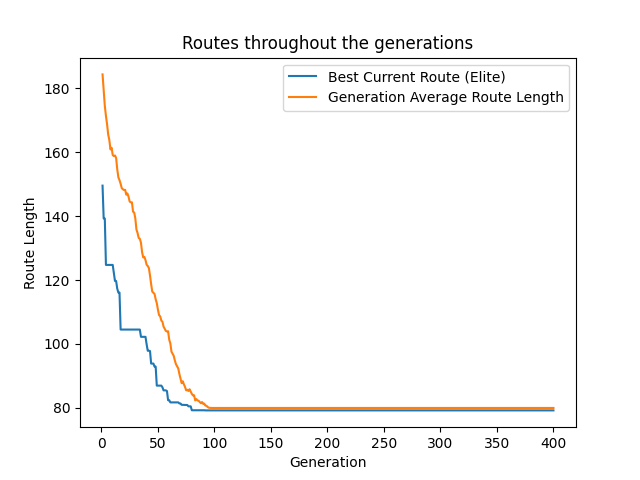 Routes throughout the generations
Best Current Route (Elite)
Generation Average Route Length
Route Length
180
160
140
120
100
80
0 50 100 150 200 250 300 350 400
Generation